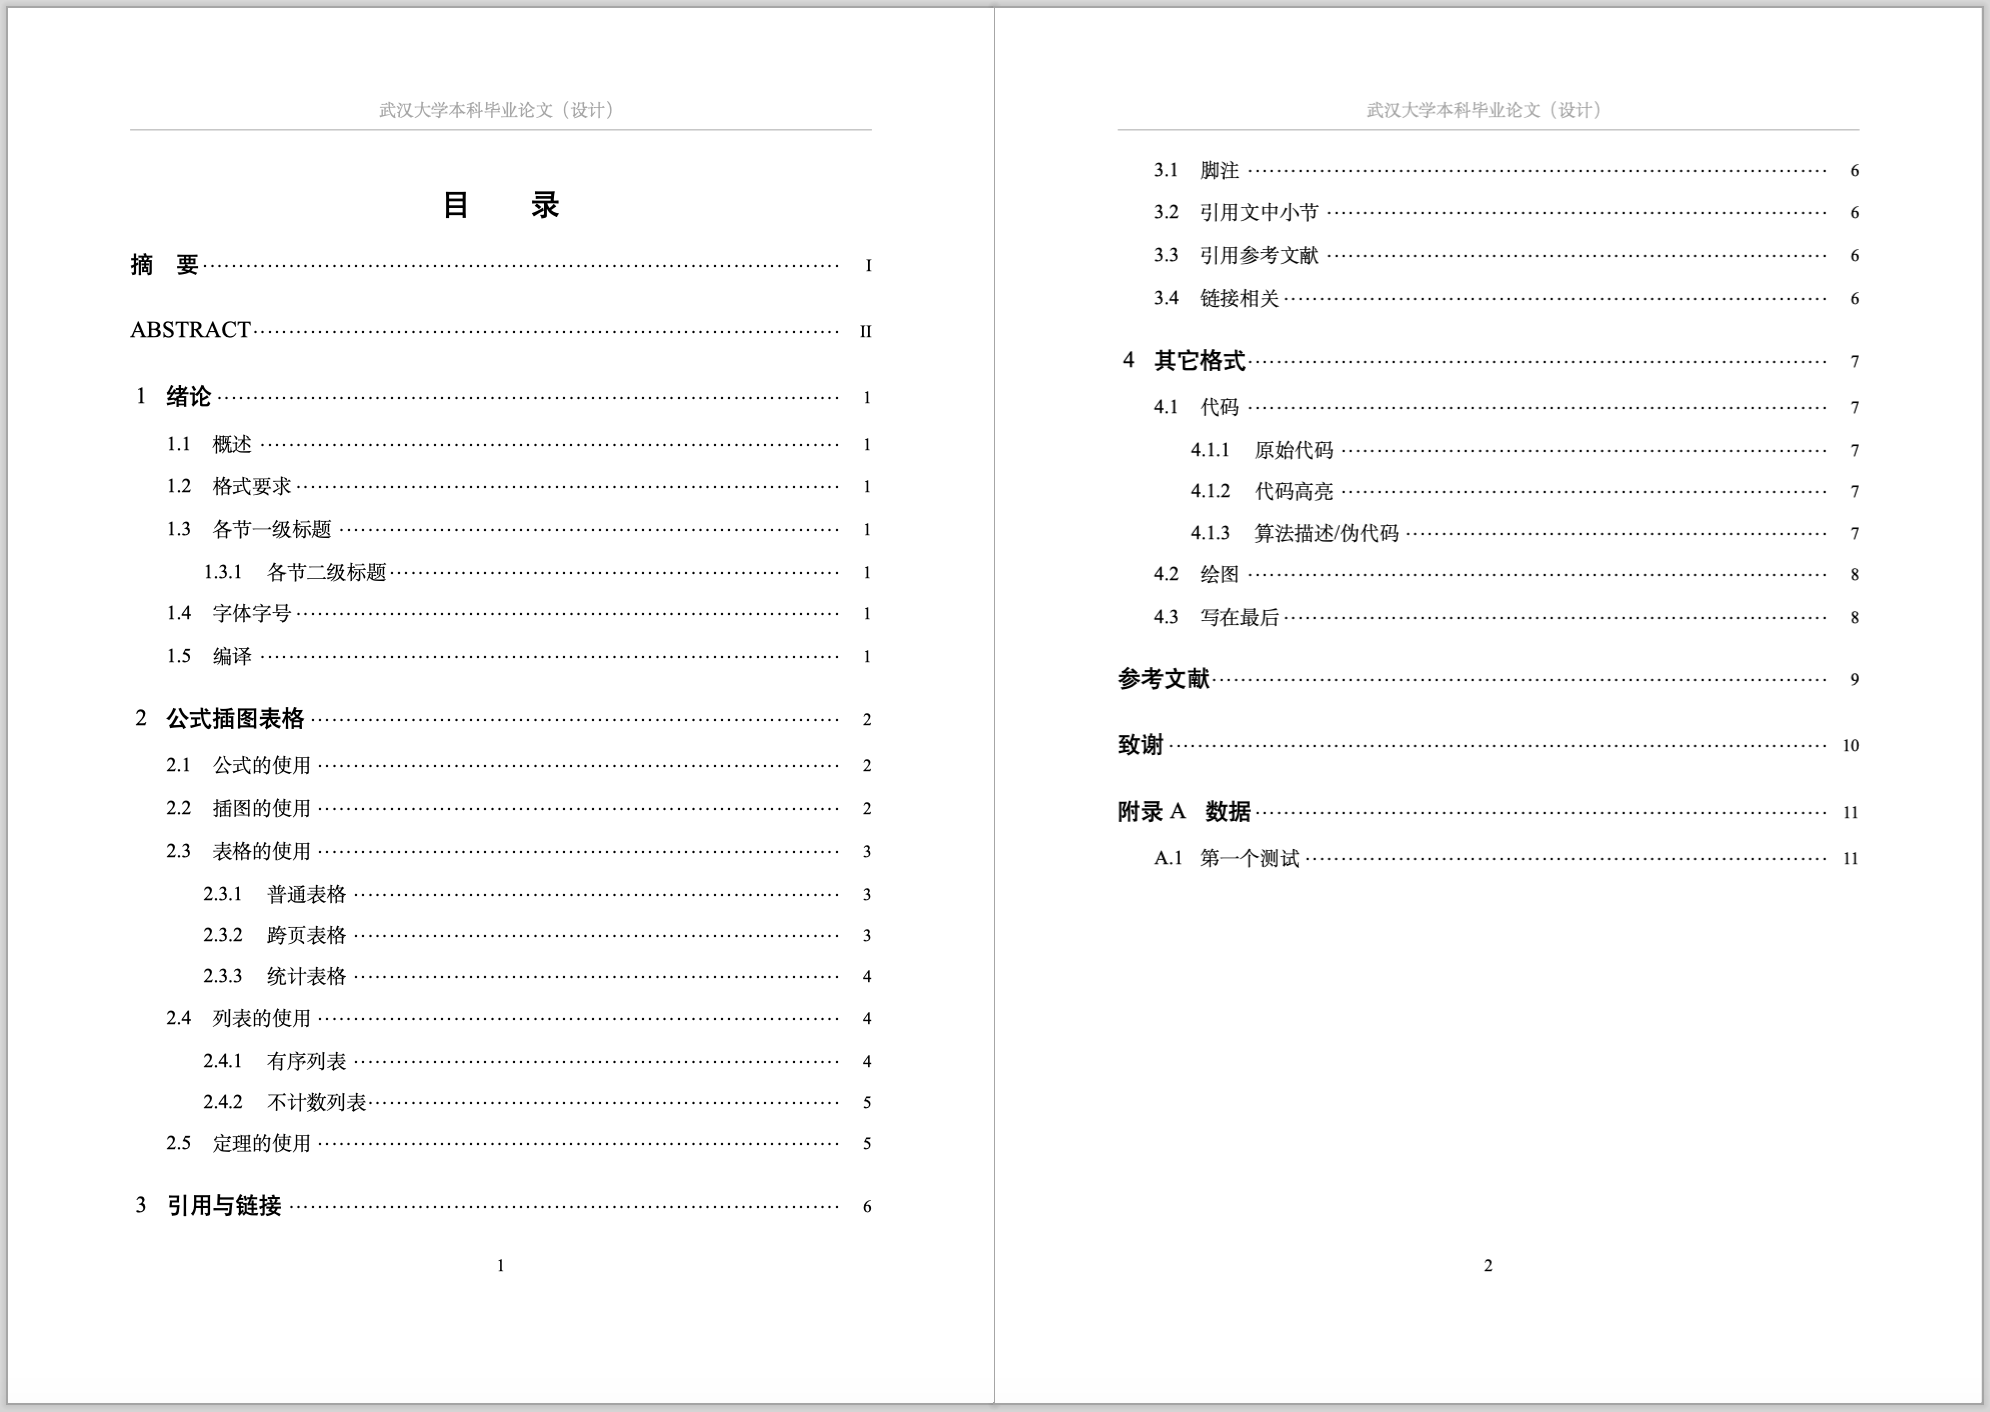 武汉大学本科毕业论文（设计）
目 录
摘 要 I
ABSTRACT II
1 绪论 1
1.1 概述 1
1.2 格式要求 1
1.3 各节一级标题 1
1.3.1 各节二级标题 1
1.4 字体字号 1
1.5 编译 1
2 公式插图表格 2
2.1 公式的使用 2
2.2 插图的使用 2
2.3 表格的使用 3
2.3.1 普通表格 3
2.3.2 跨页表格 3
2.3.3 统计表格 4
2.4 列表的使用 4
2.4.1 有序列表 4
2.4.2 不计数列表 5
2.5 定理的使用 5
3 引用与链接 6
1
武汉大学本科毕业论文（设计）
3.1 脚注 6
3.2 引用文中小节 6
3.3 引用参考文献 6
3.4 链接相关 6
4 其它格式 7
4.1 代码 7
4.1.1 原始代码 7
4.1.2 代码高亮 7
4.1.3 算法描述/伪代码 7
4.2 绘图 8
4.3 写在最后 8
参考文献 9
致谢 10
附录 A 数据 11
A.1 第一个测试 11
2